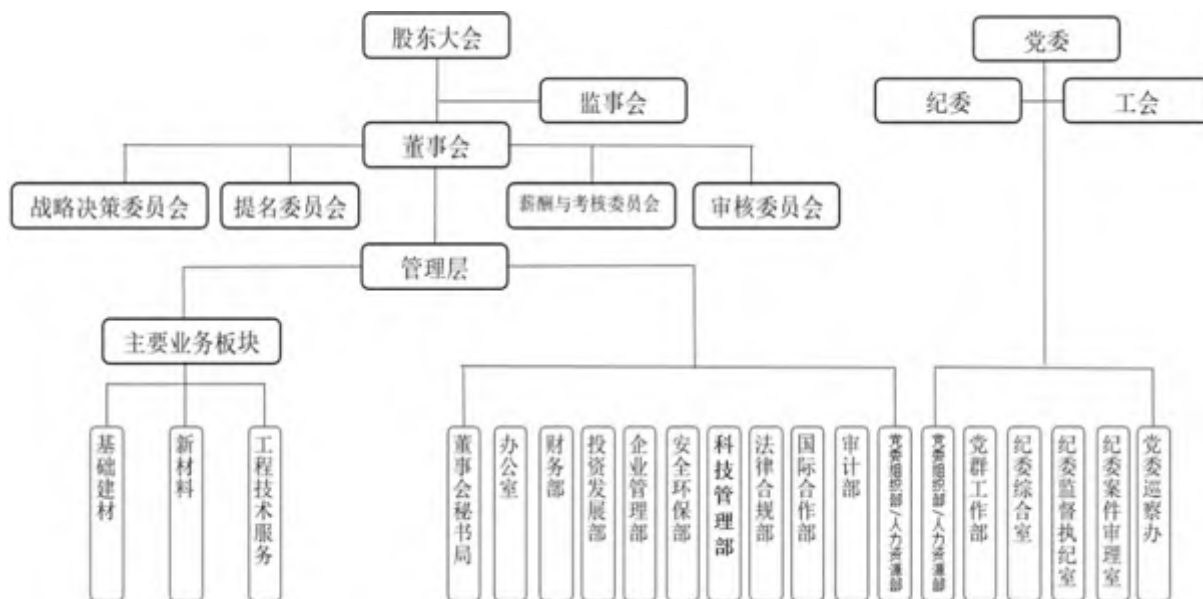 股东大会
党委
监事会
纪委
工会
董事会
战略决策委员会
提名委员会
薪酬与考核委员会
审核委员会
管理层
主要业务板块
基础建材
新材料
工程技术服务
董事会秘书局
办公室
财务部
投资发展部
企业管理部
安全环保部
科技管理部
法律合规部
国际合作部
审计部
党委组织部/人力资源部
党委组织部/人力资源部
党群工作部
纪委综合室
纪委监督执纪室
纪委案件审理室
党委巡察办